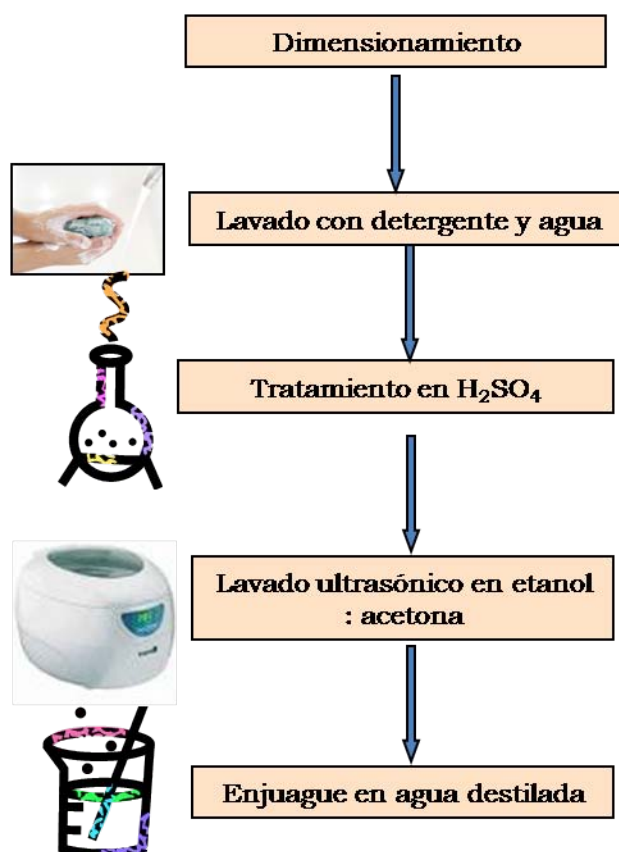 Dimensionamiento
Lavado con detergente y agua
Tratamiento en H₂SO₄
Lavado ultrasónico en etanol
: acetona
Enjuague en agua destilada